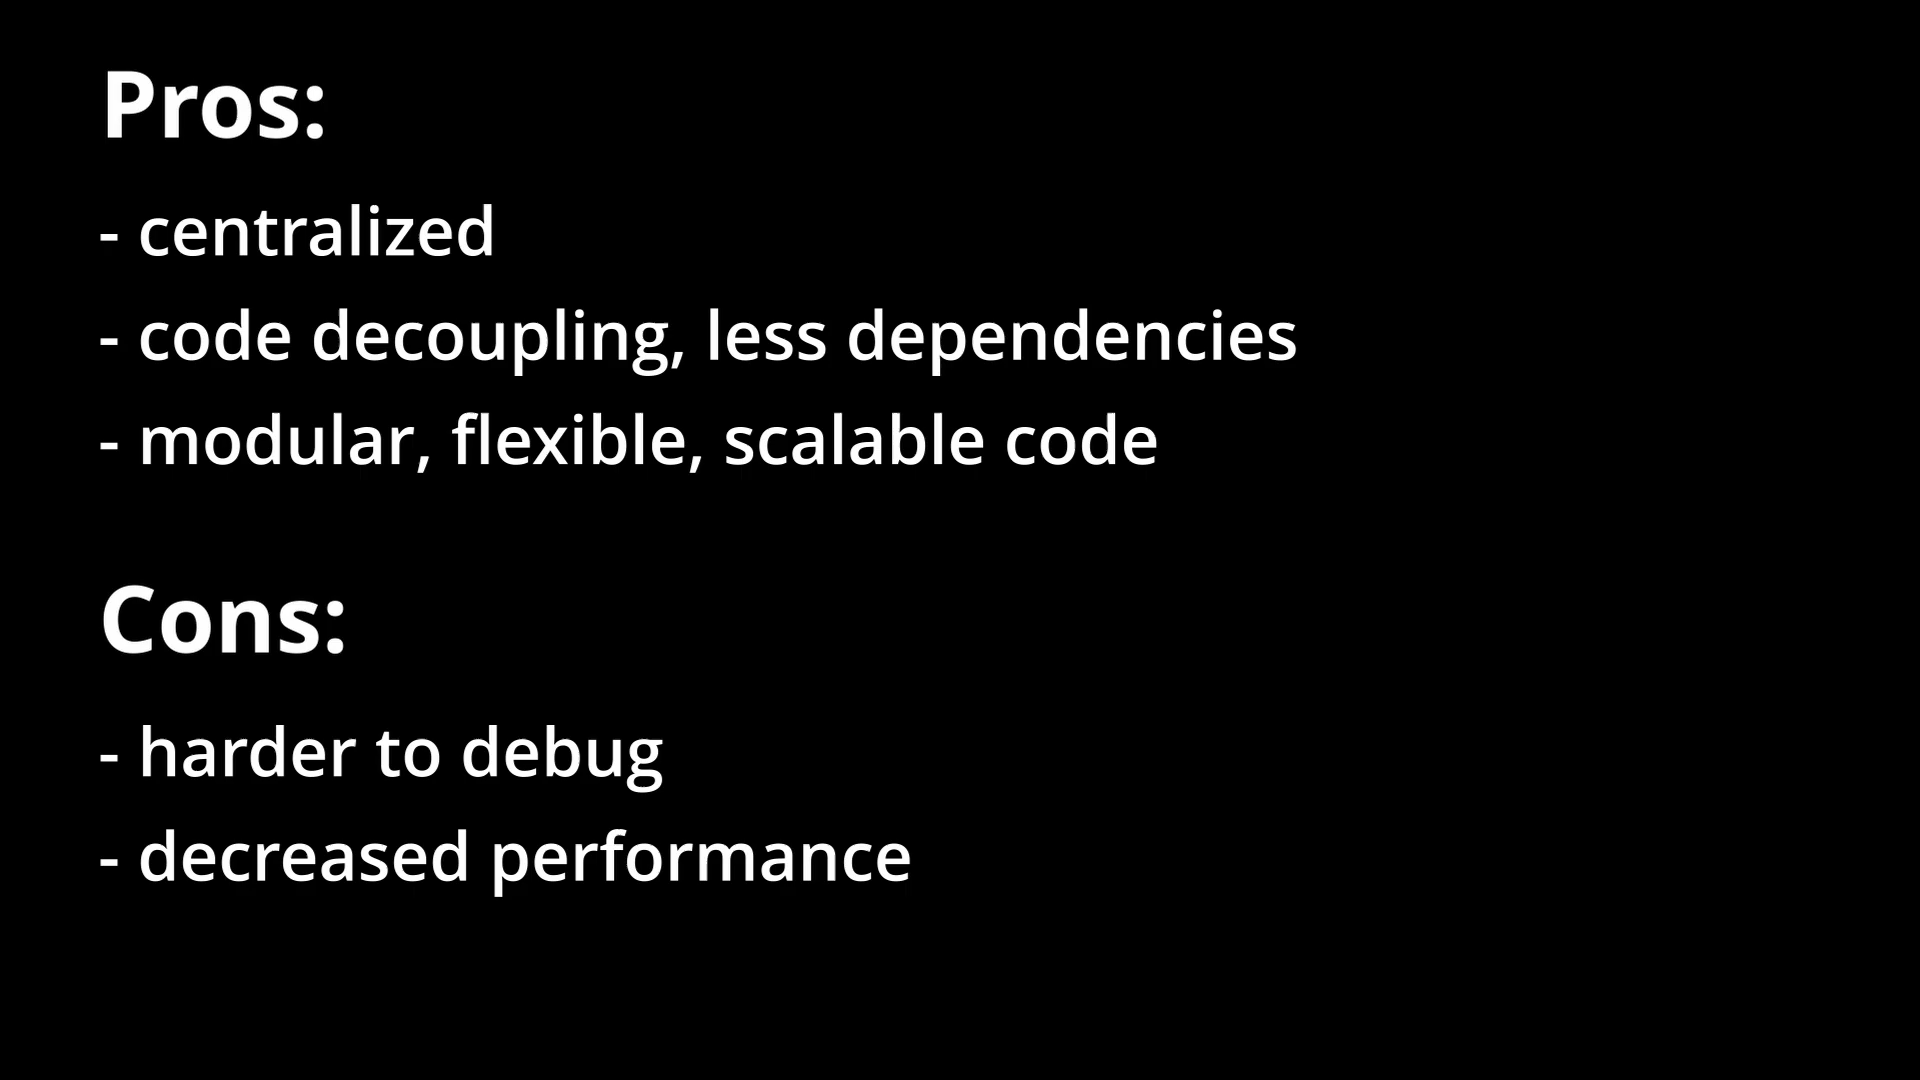 Pros:
- centralized
- code decoupling, less dependencies
- modular, flexible, scalable code
Cons:
- harder to debug
- decreased performance